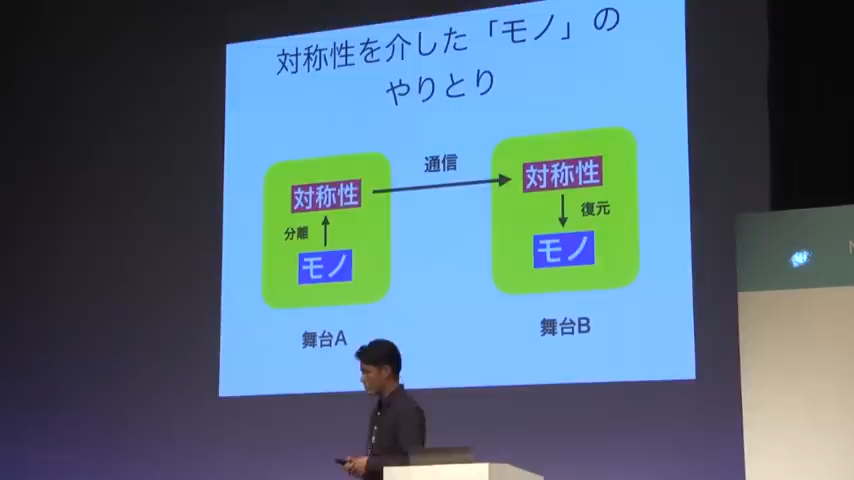 対称性を介した「モノ」の
やりとり
通信
対称性
対称性
分離
復元
モノ
モノ
舞台A
舞台B